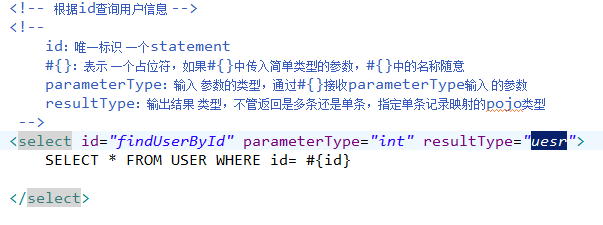 <!-- 根据id查询用户信息 -->
<!--
id：唯一标识 一个statement
#{}：表示 一个占位符，如果#{}中传入简单类型的参数，#{}中的名称随意
parameterType：输入 参数的类型，通过#{}接收parameterType输入 的参数
resultType：输出结果 类型，不管返回是多条还是单条，指定单条记录映射的pojo类型
-->
<select id="findUserById" parameterType="int" resultType="uesr">
SELECT * FROM USER WHERE id= #{id}
</select>